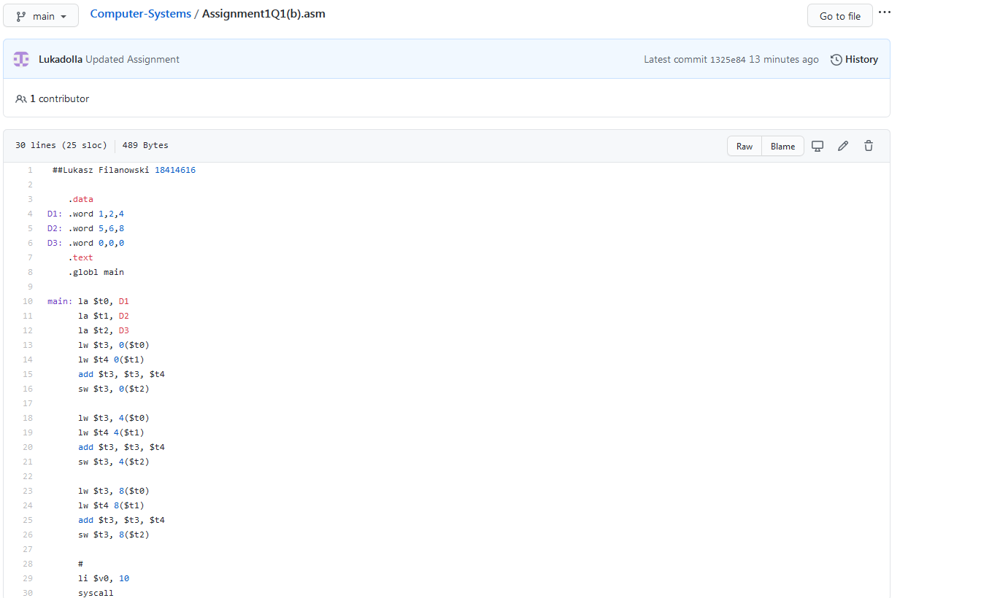 main
Computer-Systems / Assignment1Q1(b).asm
Go to file
Lukadolla Updated Assignment
Latest commit 1325e84 13 minutes ago
History
1 contributor
30 lines (25 sloc)
489 Bytes
Raw
Blame
1 ##Lukasz Filanowski 18414616
2
3 .data
4 D1: .word 1,2,4
5 D2: .word 5,6,8
6 D3: .word 0,0,0
7 .text
8 .globl main
9
10 main: la $t0, D1
11 la $t1, D2
12 la $t2, D3
13 lw $t3, 0($t0)
14 lw $t4 0($t1)
15 add $t3, $t3, $t4
16 sw $t3, 0($t2)
17
18 lw $t3, 4($t0)
19 lw $t4 4($t1)
20 add $t3, $t3, $t4
21 sw $t3, 4($t2)
22
23 lw $t3, 8($t0)
24 lw $t4 8($t1)
25 add $t3, $t3, $t4
26 sw $t3, 8($t2)
27
28 #
29 li $v0, 10
30 syscall